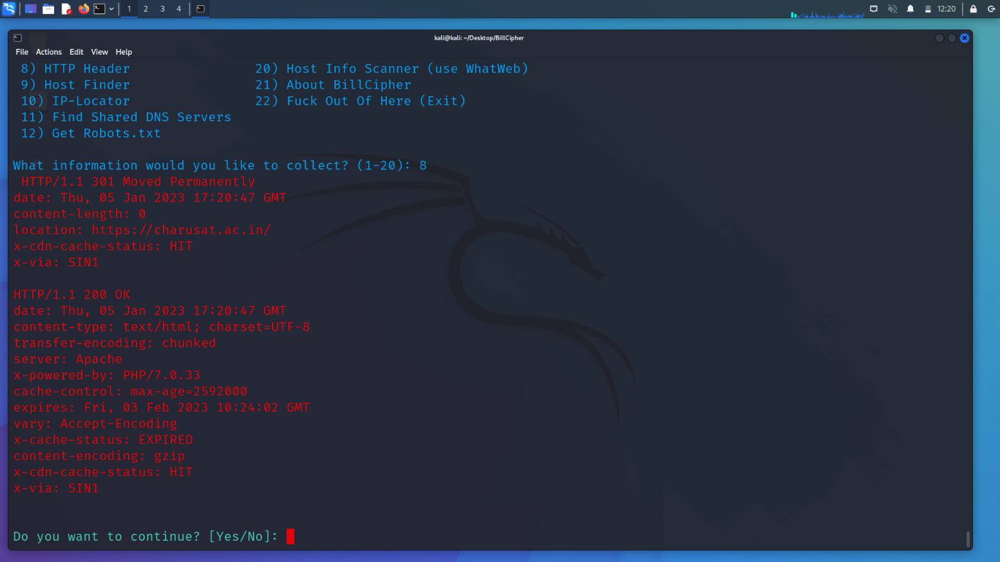 1 2 3 4 12:20
kali@kali: ~/Desktop/BillCipher
File Actions Edit View Help
8) HTTP Header 20) Host Info Scanner (use WhatWeb)
9) Host Finder 21) About BillCipher
10) IP-Locator 22) Fuck Out Of Here (Exit)
11) Find Shared DNS Servers
12) Get Robots.txt
What information would you like to collect? (1-20): 8
HTTP/1.1 301 Moved Permanently
date: Thu, 05 Jan 2023 17:20:47 GMT
content-length: 0
location: https://charusat.ac.in/
x-cdn-cache-status: HIT
x-via: SIN1
HTTP/1.1 200 OK
date: Thu, 05 Jan 2023 17:20:47 GMT
content-type: text/html; charset=UTF-8
transfer-encoding: chunked
server: Apache
x-powered-by: PHP/7.0.33
cache-control: max-age=2592000
expires: Fri, 03 Feb 2023 10:24:02 GMT
vary: Accept-Encoding
x-cache-status: EXPIRED
content-encoding: gzip
x-cdn-cache-status: HIT
x-via: SIN1
Do you want to continue? [Yes/No]: